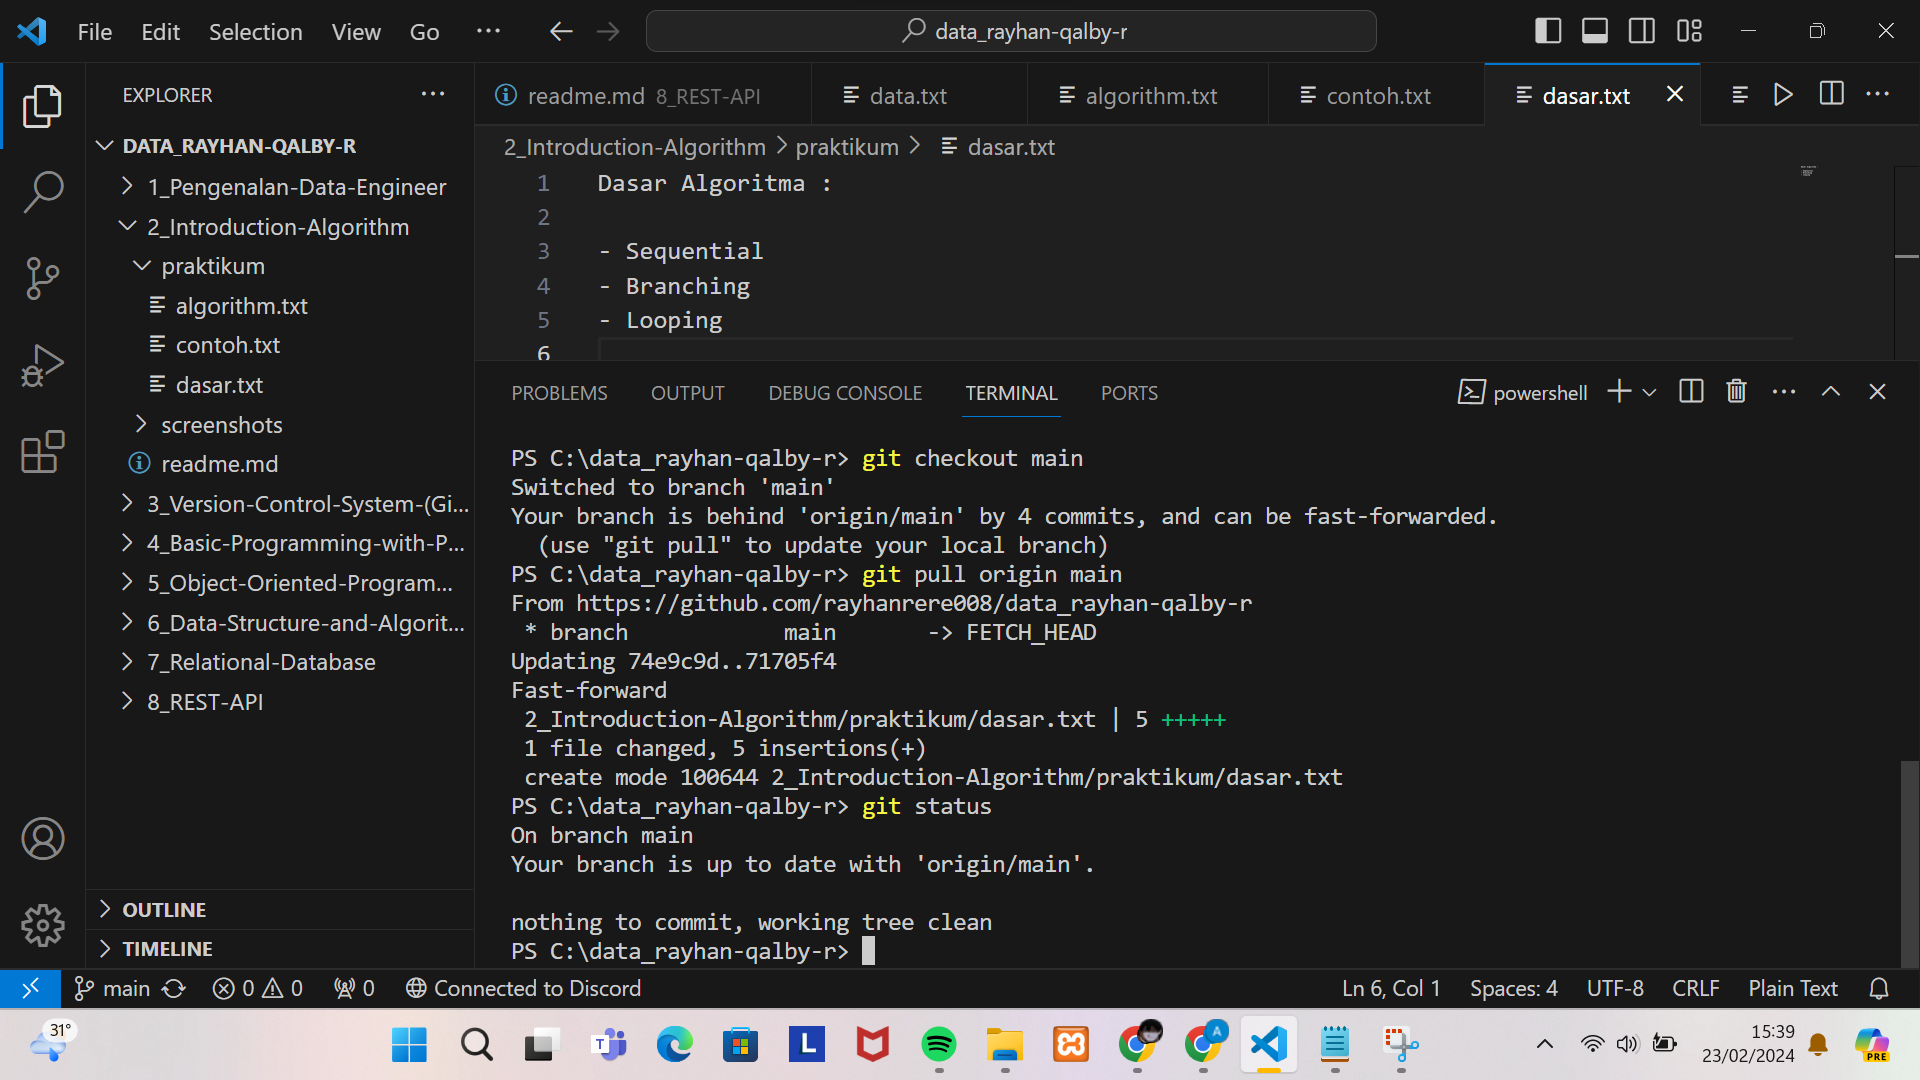 File Edit Selection View Go ··· data_rayhan-qalby-r
EXPLORER ···
DATA_RAYHAN-QALBY-R
1_Pengenalan-Data-Engineer
2_Introduction-Algorithm
praktikum
algorithm.txt
contoh.txt
dasar.txt
screenshots
readme.md
3_Version-Control-System-(Gi...
4_Basic-Programming-with-P...
5_Object-Oriented-Program...
6_Data-Structure-and-Algorit...
7_Relational-Database
8_REST-API
OUTLINE
TIMELINE
readme.md 8_REST-API data.txt algorithm.txt contoh.txt dasar.txt
2_Introduction-Algorithm > praktikum > dasar.txt
1 Dasar Algoritma :
2
3 - Sequential
4 - Branching
5 - Looping
6
PROBLEMS OUTPUT DEBUG CONSOLE TERMINAL PORTS powershell
PS C:\data_rayhan-qalby-r> git checkout main
Switched to branch 'main'
Your branch is behind 'origin/main' by 4 commits, and can be fast-forwarded.
(use "git pull" to update your local branch)
PS C:\data_rayhan-qalby-r> git pull origin main
From https://github.com/rayhanrere008/data_rayhan-qalby-r
* branch main -> FETCH_HEAD
Updating 74e9c9d..71705f4
Fast-forward
2_Introduction-Algorithm/praktikum/dasar.txt | 5 +++++
1 file changed, 5 insertions(+)
create mode 100644 2_Introduction-Algorithm/praktikum/dasar.txt
PS C:\data_rayhan-qalby-r> git status
On branch main
Your branch is up to date with 'origin/main'.
nothing to commit, working tree clean
PS C:\data_rayhan-qalby-r>
main 0 0 0 Connected to Discord Ln 6, Col 1 Spaces: 4 UTF-8 CRLF Plain Text
31° T L A 15:39
23/02/2024 PRE